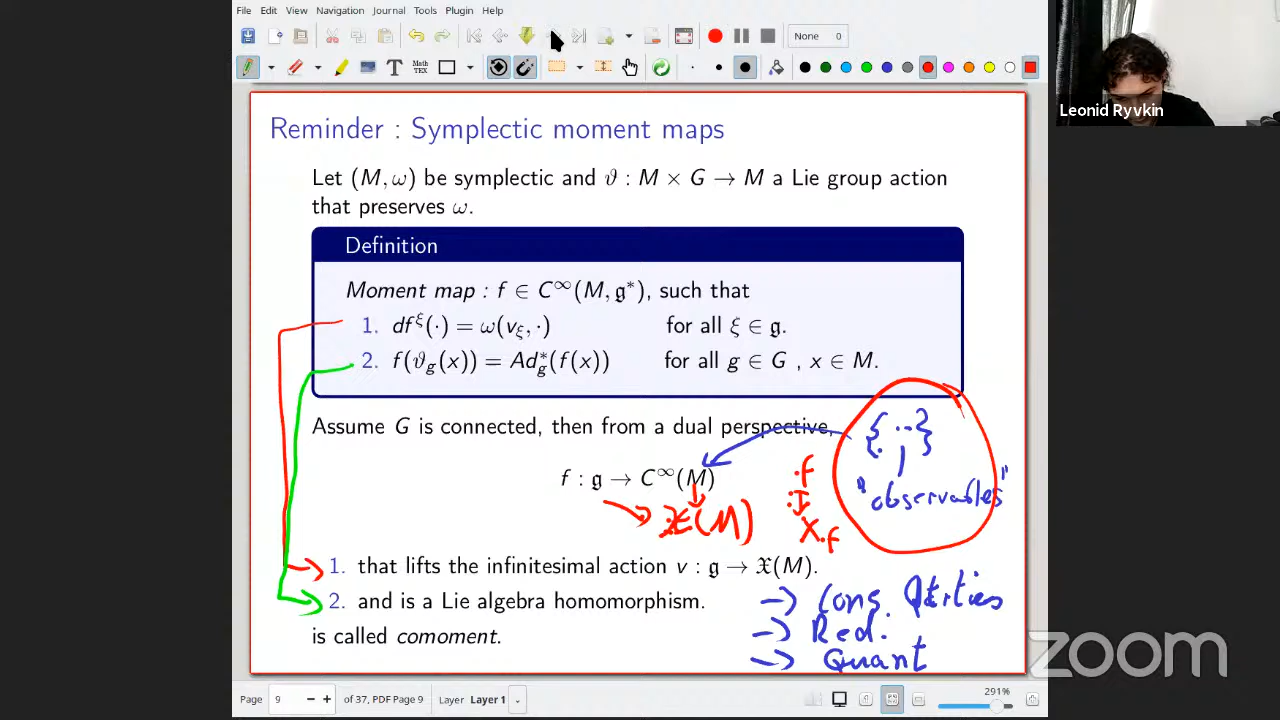 File Edit View Navigation Journal Tools Plugin Help
None 0
T MATH TEX
Leonid Ryvkin
Reminder : Symplectic moment maps
Let (M, ω) be symplectic and ϑ : M × G → M a Lie group action
that preserves ω.
Definition
Moment map : f ∈ C^∞(M, 𝔤*), such that
1. df^ξ(·) = ω(v_ξ, ·) for all ξ ∈ 𝔤.
2. f(ϑ_g(x)) = Ad*_g(f(x)) for all g ∈ G , x ∈ M.
Assume G is connected, then from a dual perspective,
{·,·}
"observables"
f : 𝔤 → C^∞(M)
→ 𝔛(M)
f
↓
X_f
1. that lifts the infinitesimal action v : 𝔤 → 𝔛(M).
2. and is a Lie algebra homomorphism.
is called comoment.
→ Cons.
→ Red.
→ Quant
zoom
Page 9 − + of 37, PDF Page 9 Layer Layer 1 291%